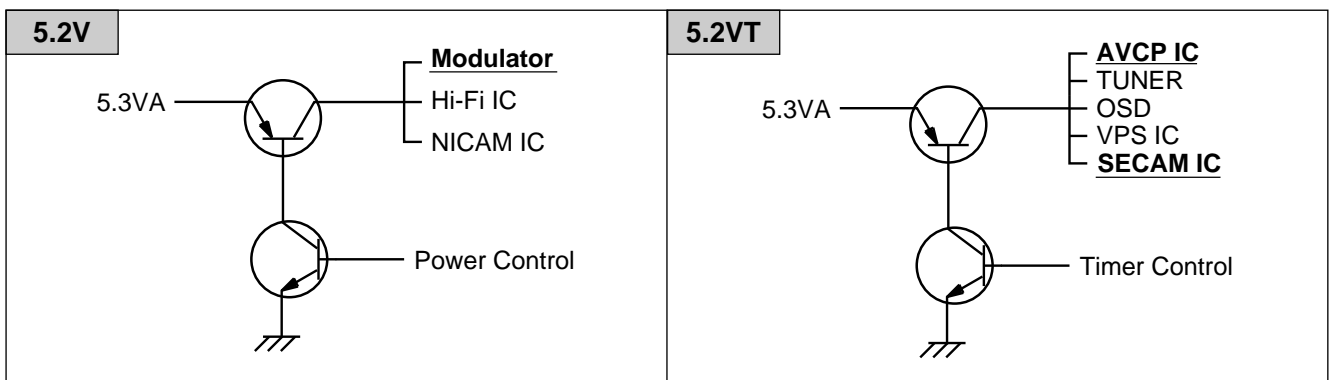 5.2V
Modulator
5.3VA
Hi-Fi IC
NICAM IC
Power Control
5.2VT
AVCP IC
TUNER
5.3VA
OSD
VPS IC
SECAM IC
Timer Control